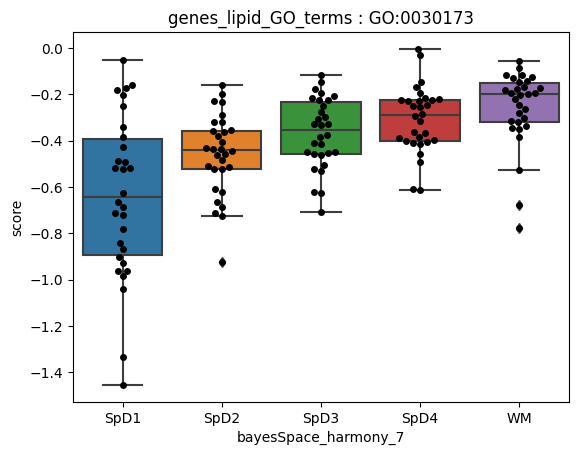 genes_lipid_GO_terms : GO:0030173
0.0
−0.2
−0.4
−0.6
−0.8
−1.0
−1.2
−1.4
score
SpD1 SpD2 SpD3 SpD4 WM
bayesSpace_harmony_7